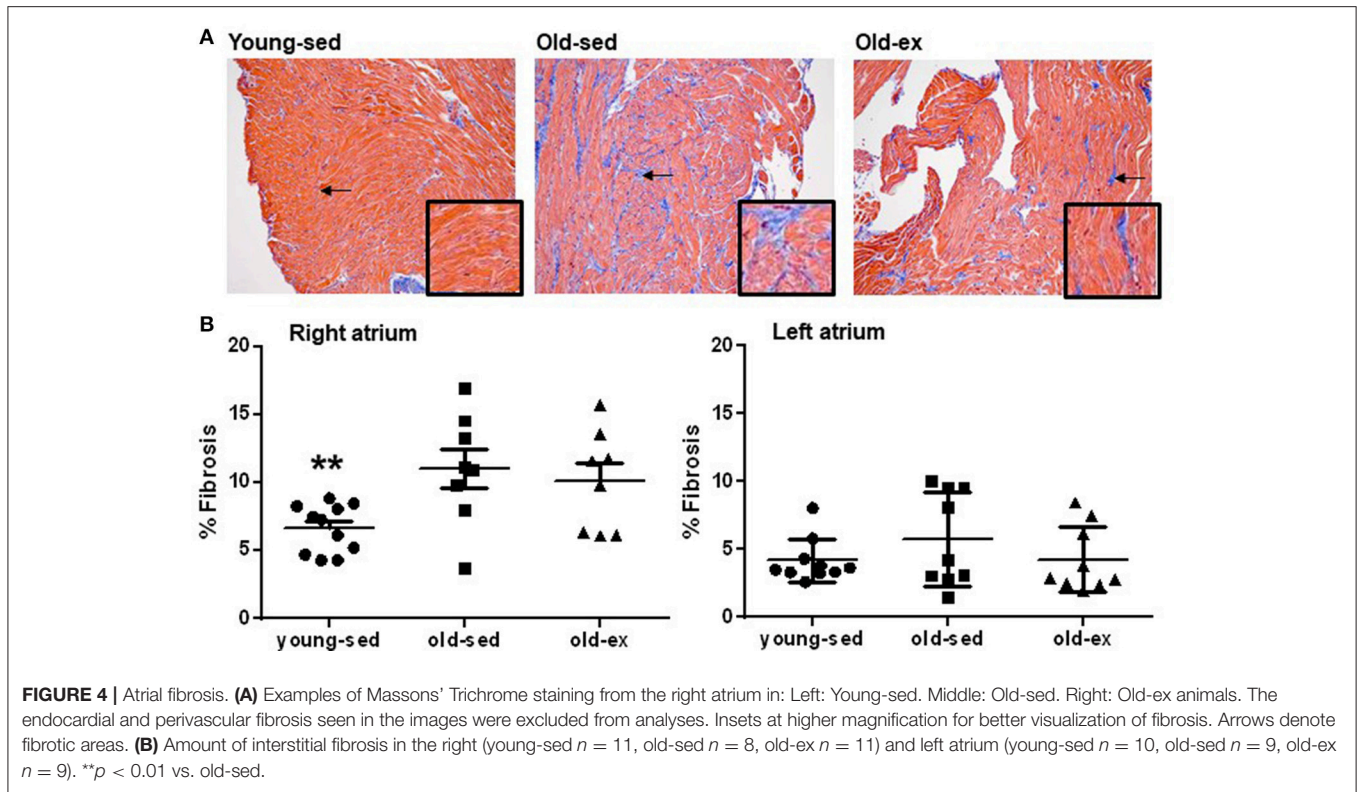 A
Young-sed
Old-sed
Old-ex
B
Right atrium
% Fibrosis
20
15
10
5
0
**
young-sed
old-sed
old-ex
Left atrium
% Fibrosis
20
15
10
5
0
young-sed
old-sed
old-ex
FIGURE 4 | Atrial fibrosis. (A) Examples of Massons' Trichrome staining from the right atrium in: Left: Young-sed. Middle: Old-sed. Right: Old-ex animals. The
endocardial and perivascular fibrosis seen in the images were excluded from analyses. Insets at higher magnification for better visualization of fibrosis. Arrows denote
fibrotic areas. (B) Amount of interstitial fibrosis in the right (young-sed n = 11, old-sed n = 8, old-ex n = 11) and left atrium (young-sed n = 10, old-sed n = 9, old-ex
n = 9). **p < 0.01 vs. old-sed.